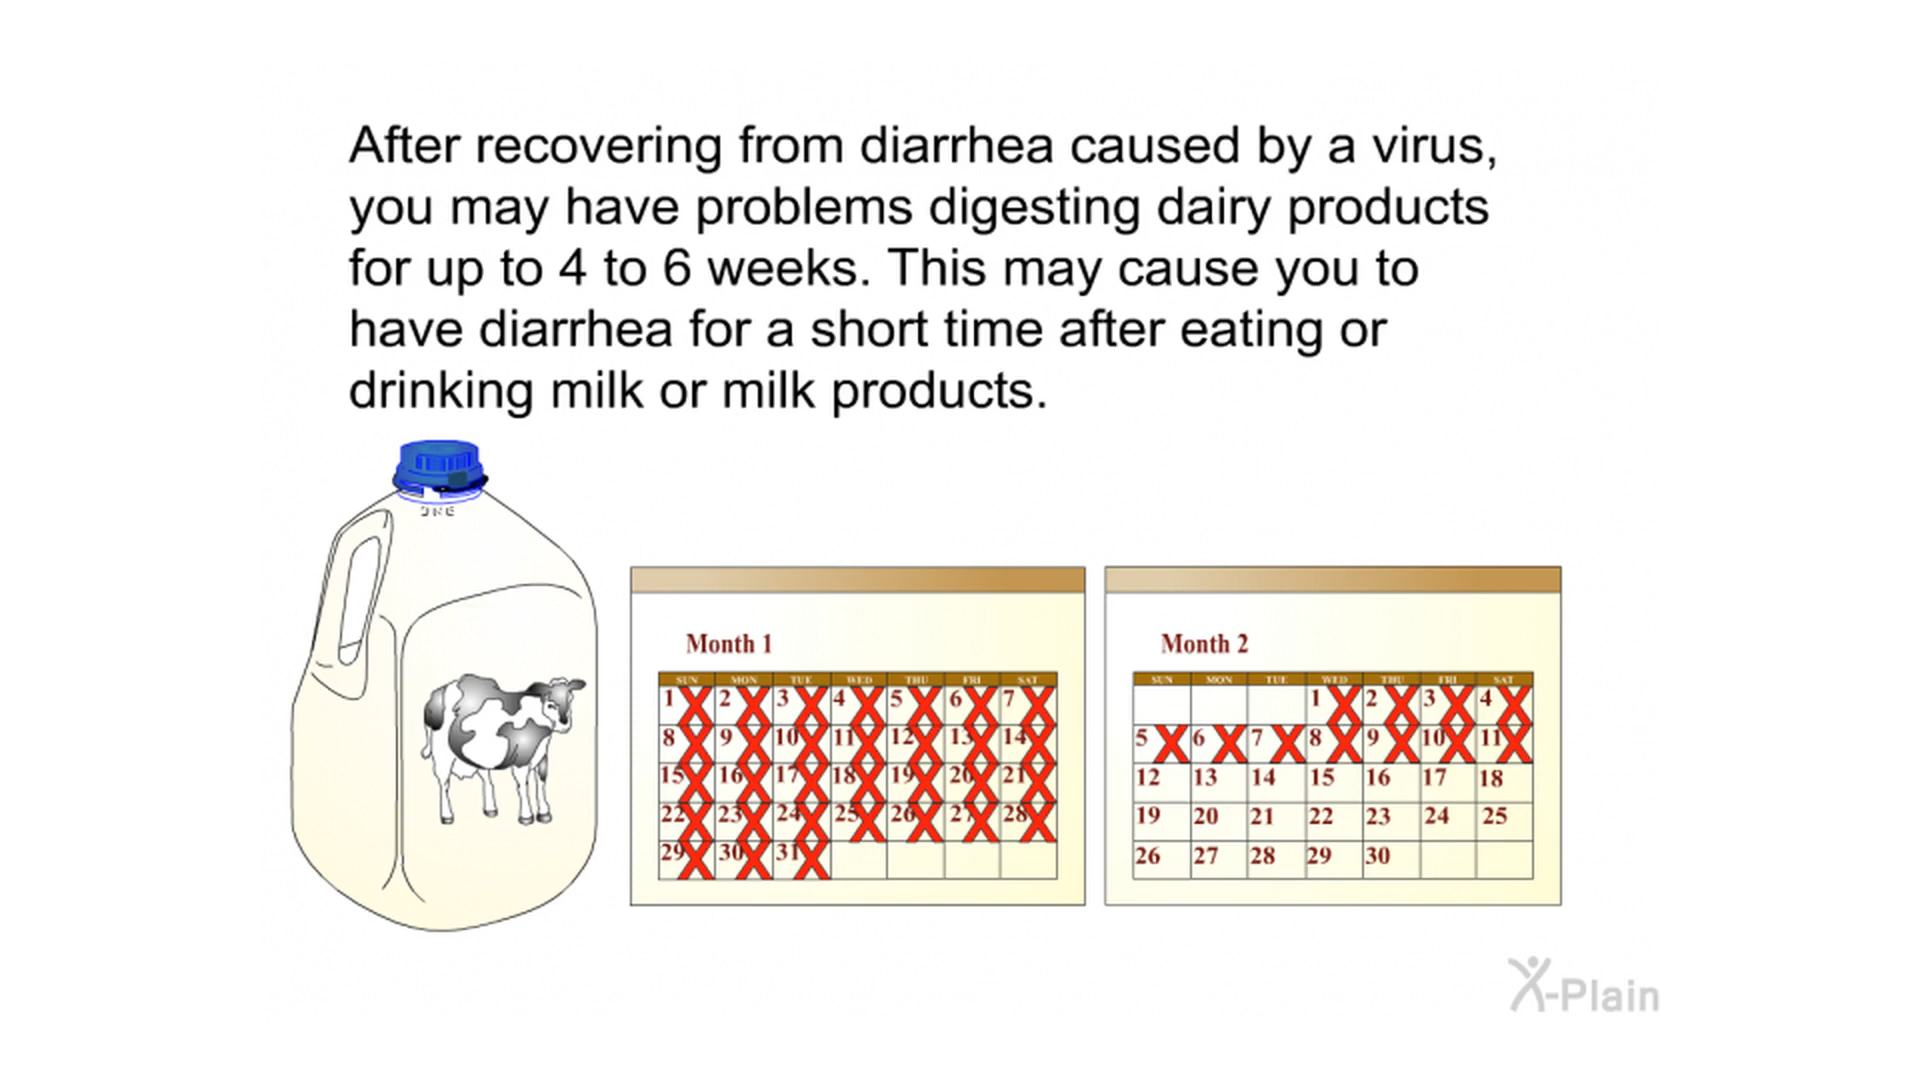 After recovering from diarrhea caused by a virus,
you may have problems digesting dairy products
for up to 4 to 6 weeks. This may cause you to
have diarrhea for a short time after eating or
drinking milk or milk products.
ONE
Month 1
SUN MON TUE WED THU FRI SAT
1 2 3 4 5 6 7
8 9 10 11 12 13 14
15 16 17 18 19 20 21
22 23 24 25 26 27 28
29 30 31
Month 2
SUN MON TUE WED THU FRI SAT
1 2 3 4
5 6 7 8 9 10 11
12 13 14 15 16 17 18
19 20 21 22 23 24 25
26 27 28 29 30
X-Plain